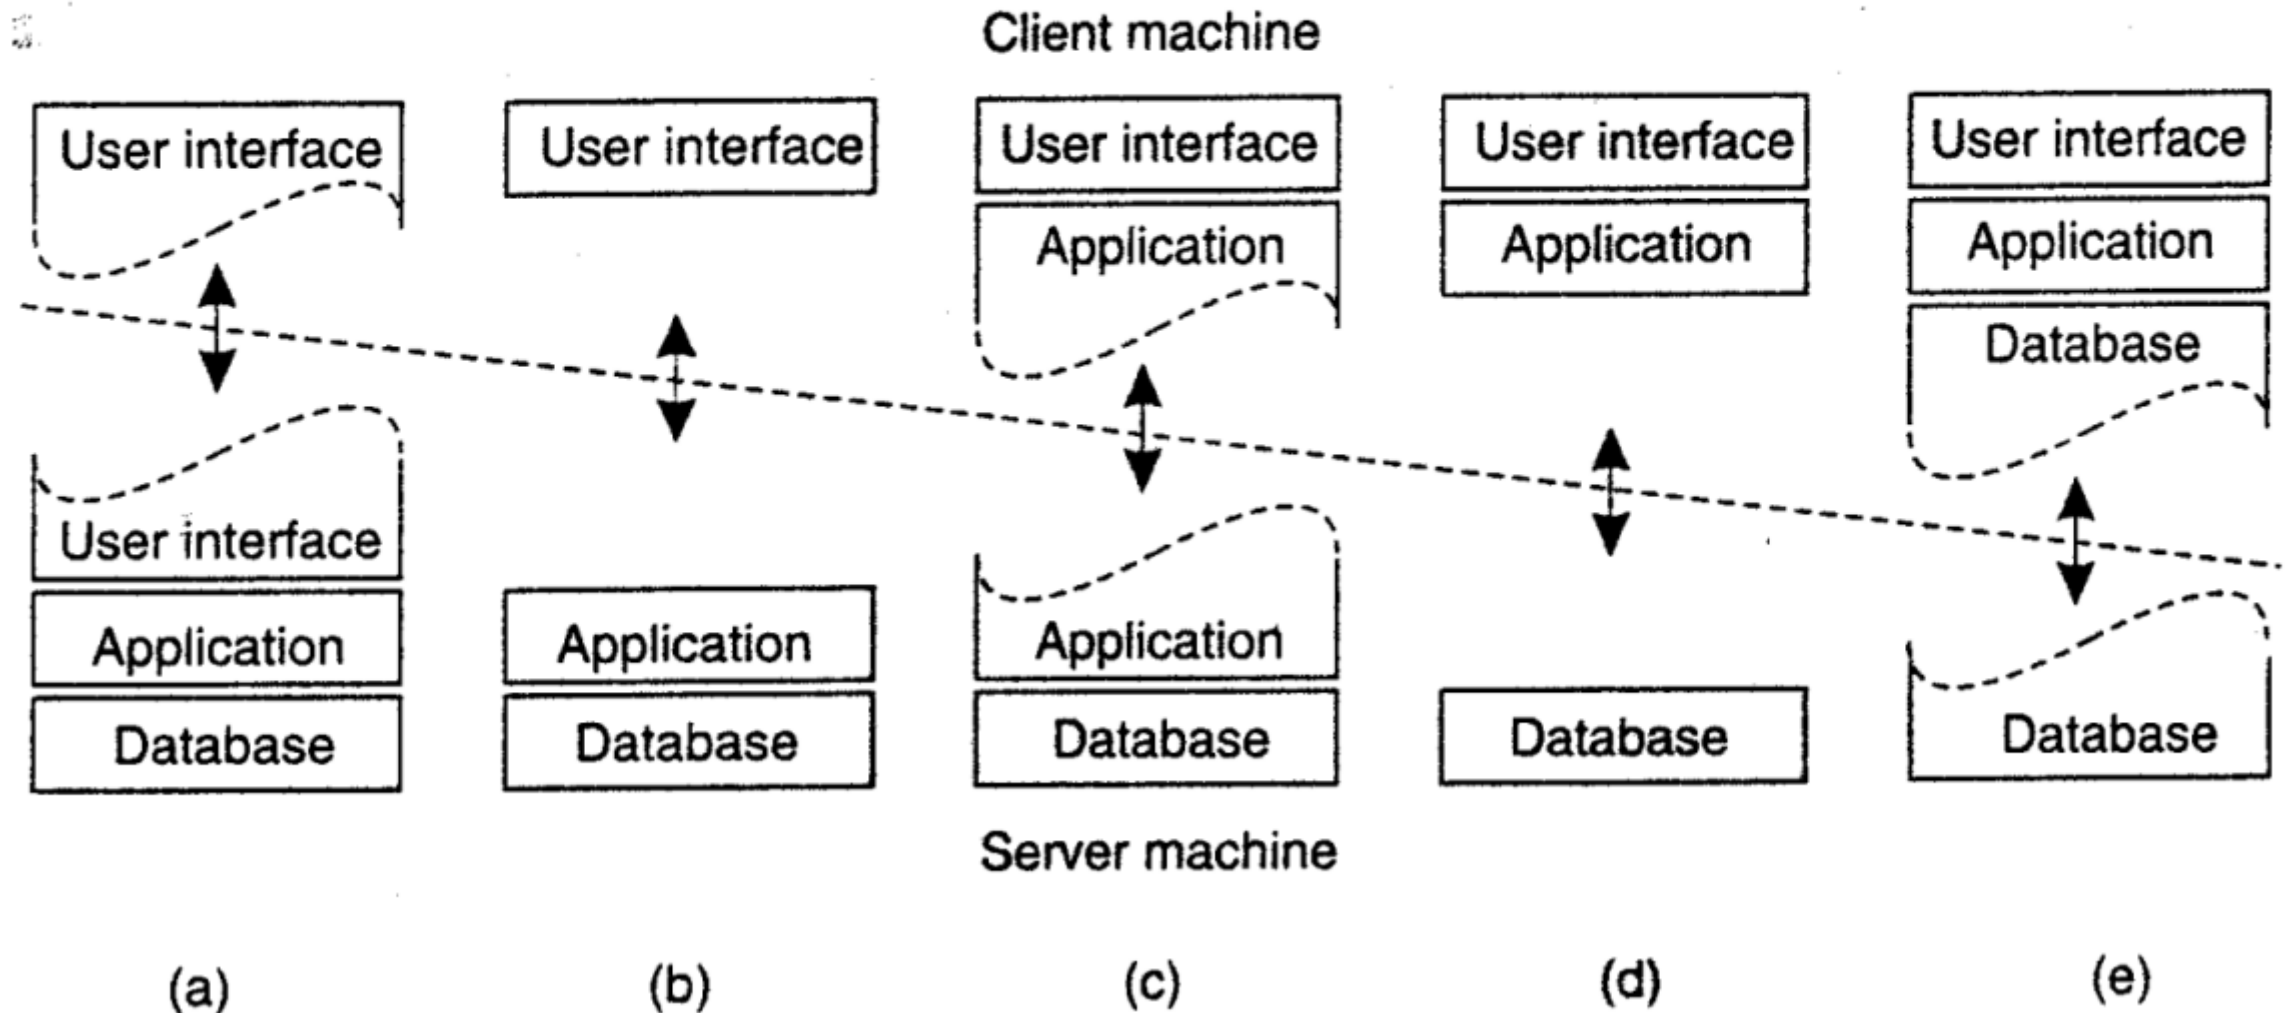 Client machine
User interface
User interface
User interface
User interface
User interface
Application
Application
Application
Database
User interface
Application
Application
Application
Database
Database
Database
Database
Database
Server machine
(a)
(b)
(c)
(d)
(e)